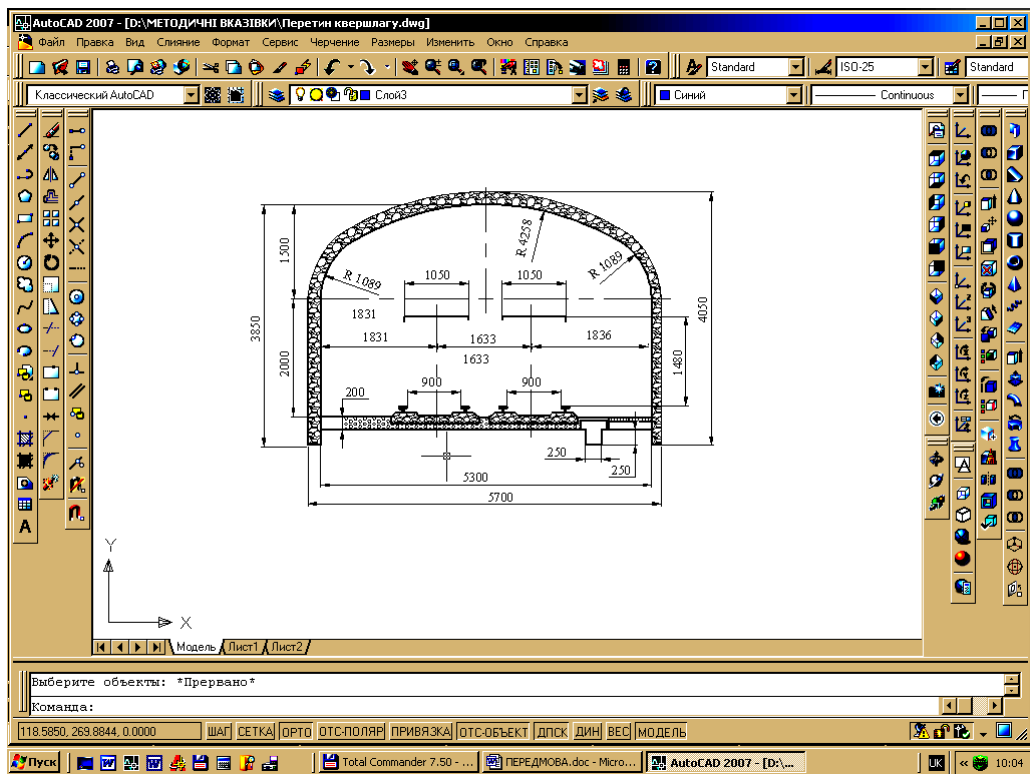 AutoCAD 2007 - [D:\МЕТОДИЧНІ ВКАЗІВКИ\Перетин квершлагу.dwg]
Файл Правка Вид Слияние Формат Сервис Черчение Размеры Изменить Окно Справка
Standard ISO-25 Standard
Классический AutoCAD Слой3 Синий Continuous
R 4258
1500
R 1089
R 1089
1050 1050
1831
3850
4050
1831 1633 1836
1633
2000
1480
900 900
200
250
250
5300
5700
Y
X
Модель Лист1 Лист2
Выберите объекты: *Прервано*
Команда:
118.5850, 269.8844, 0.0000 ШАГ СЕТКА ОРТО ОТС-ПОЛЯР ПРИВЯЗКА ОТС-ОБЪЕКТ ДПСК ДИН ВЕС МОДЕЛЬ
Пуск Total Commander 7.50 - ... ПЕРЕДМОВА.doc - Micro... AutoCAD 2007 - [D:\... UK 10:04